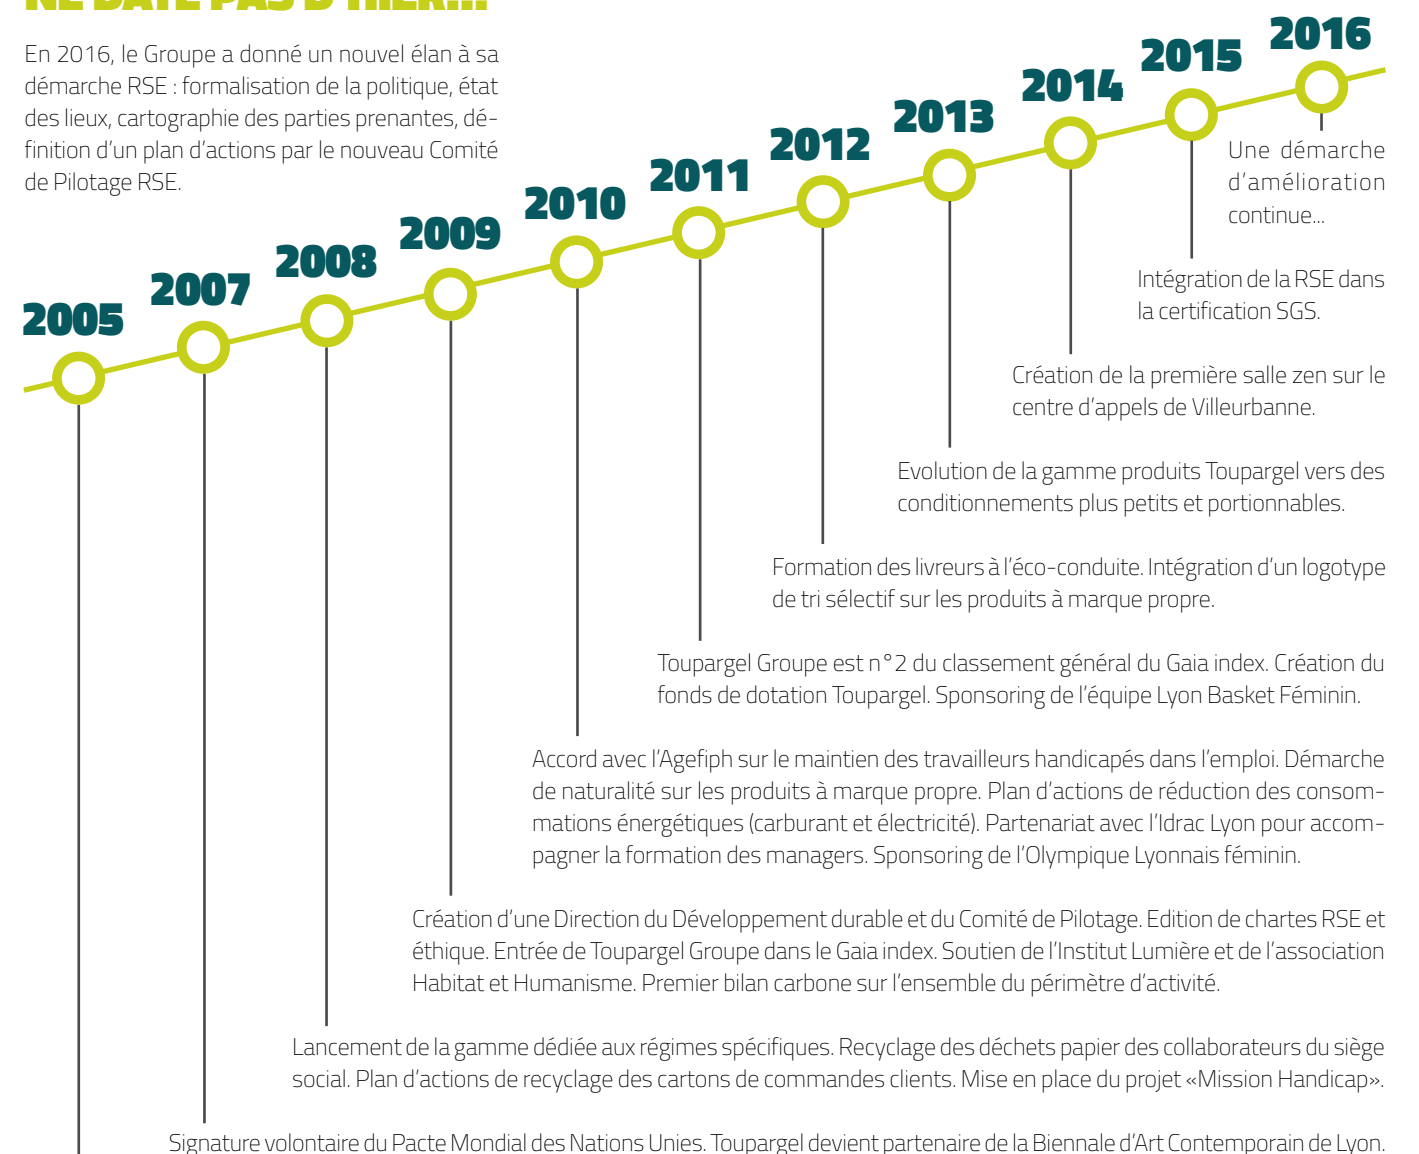 NE DATE PAS D'HIER...
En 2016, le Groupe a donné un nouvel élan à sa
démarche RSE : formalisation de la politique, état
des lieux, cartographie des parties prenantes, dé-
finition d'un plan d'actions par le nouveau Comité
de Pilotage RSE.
2005
2007
2008
2009
2010
2011
2012
2013
2014
2015
2016
Une démarche
d'amélioration
continue...
Intégration de la RSE dans
la certification SGS.
Création de la première salle zen sur le
centre d'appels de Villeurbanne.
Evolution de la gamme produits Toupargel vers des
conditionnements plus petits et portionnables.
Formation des livreurs à l'éco-conduite. Intégration d'un logotype
de tri sélectif sur les produits à marque propre.
Toupargel Groupe est n°2 du classement général du Gaia index. Création du
fonds de dotation Toupargel. Sponsoring de l'équipe Lyon Basket Féminin.
Accord avec l'Agefiph sur le maintien des travailleurs handicapés dans l'emploi. Démarche
de naturalité sur les produits à marque propre. Plan d'actions de réduction des consom-
mations énergétiques (carburant et électricité). Partenariat avec l'Idrac Lyon pour accom-
pagner la formation des managers. Sponsoring de l'Olympique Lyonnais féminin.
Création d'une Direction du Développement durable et du Comité de Pilotage. Edition de chartes RSE et
éthique. Entrée de Toupargel Groupe dans le Gaia index. Soutien de l'Institut Lumière et de l'association
Habitat et Humanisme. Premier bilan carbone sur l'ensemble du périmètre d'activité.
Lancement de la gamme dédiée aux régimes spécifiques. Recyclage des déchets papier des collaborateurs du siège
social. Plan d'actions de recyclage des cartons de commandes clients. Mise en place du projet «Mission Handicap».
Signature volontaire du Pacte Mondial des Nations Unies. Toupargel devient partenaire de la Biennale d'Art Contemporain de Lyon.